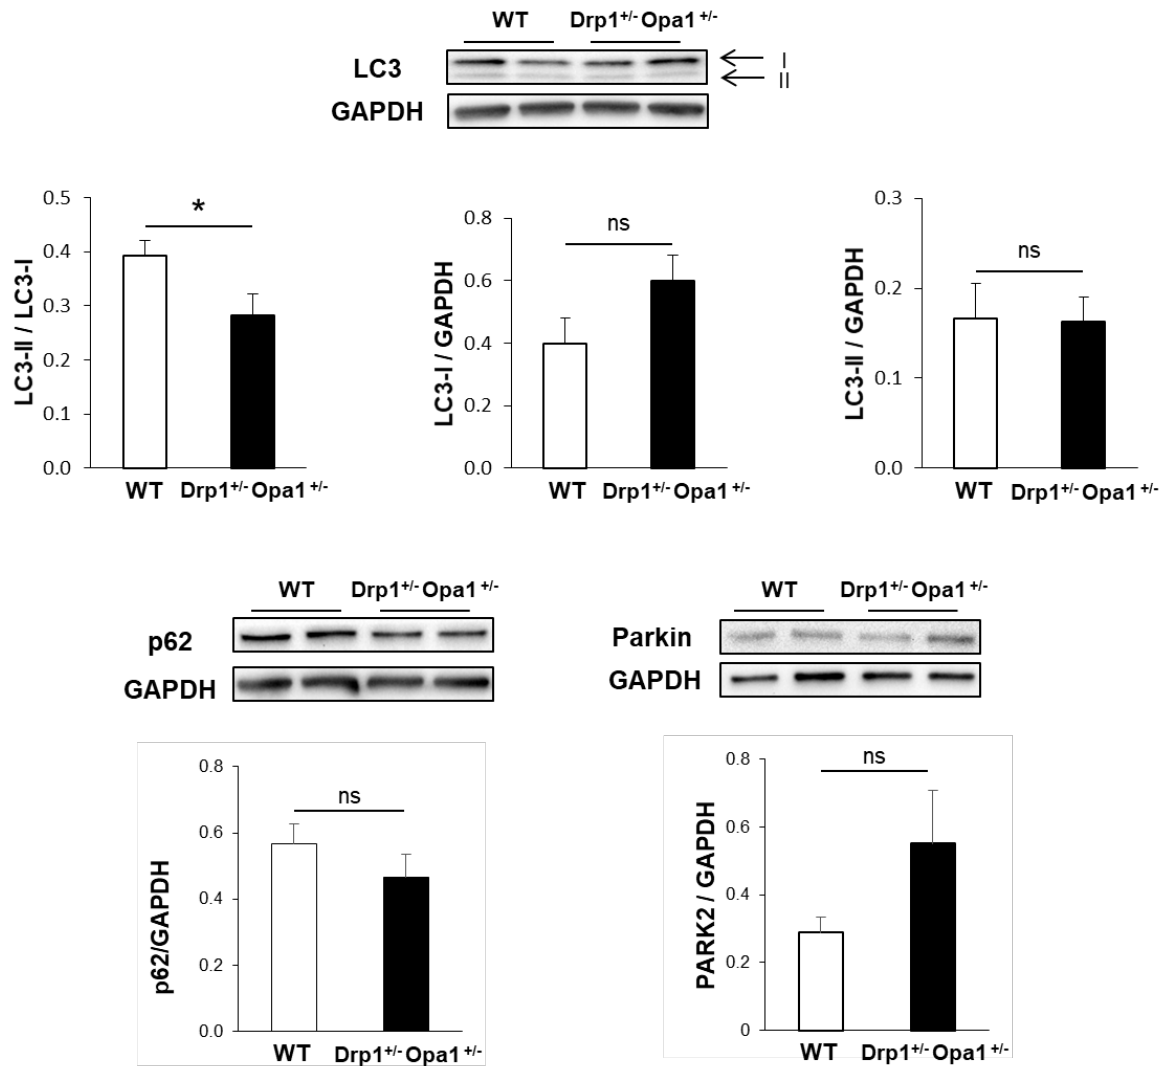 WT Drp1+/- Opa1+/-
LC3
I
II
GAPDH
LC3-II / LC3-I
0.5
0.4
0.3
0.2
0.1
0.0
*
WT Drp1+/- Opa1 +/-
LC3-I / GAPDH
0.8
0.6
0.4
0.2
0.0
ns
WT Drp1+/- Opa1 +/-
LC3-II / GAPDH
0.3
0.2
0.1
0.0
ns
WT Drp1+/- Opa1 +/-
WT Drp1+/- Opa1 +/-
p62
GAPDH
p62/GAPDH
0.8
0.6
0.4
0.2
0.0
ns
WT Drp1+/- Opa1 +/-
WT Drp1+/- Opa1 +/-
Parkin
GAPDH
PARK2 / GAPDH
0.8
0.6
0.4
0.2
0
ns
WT Drp1+/- Opa1 +/-